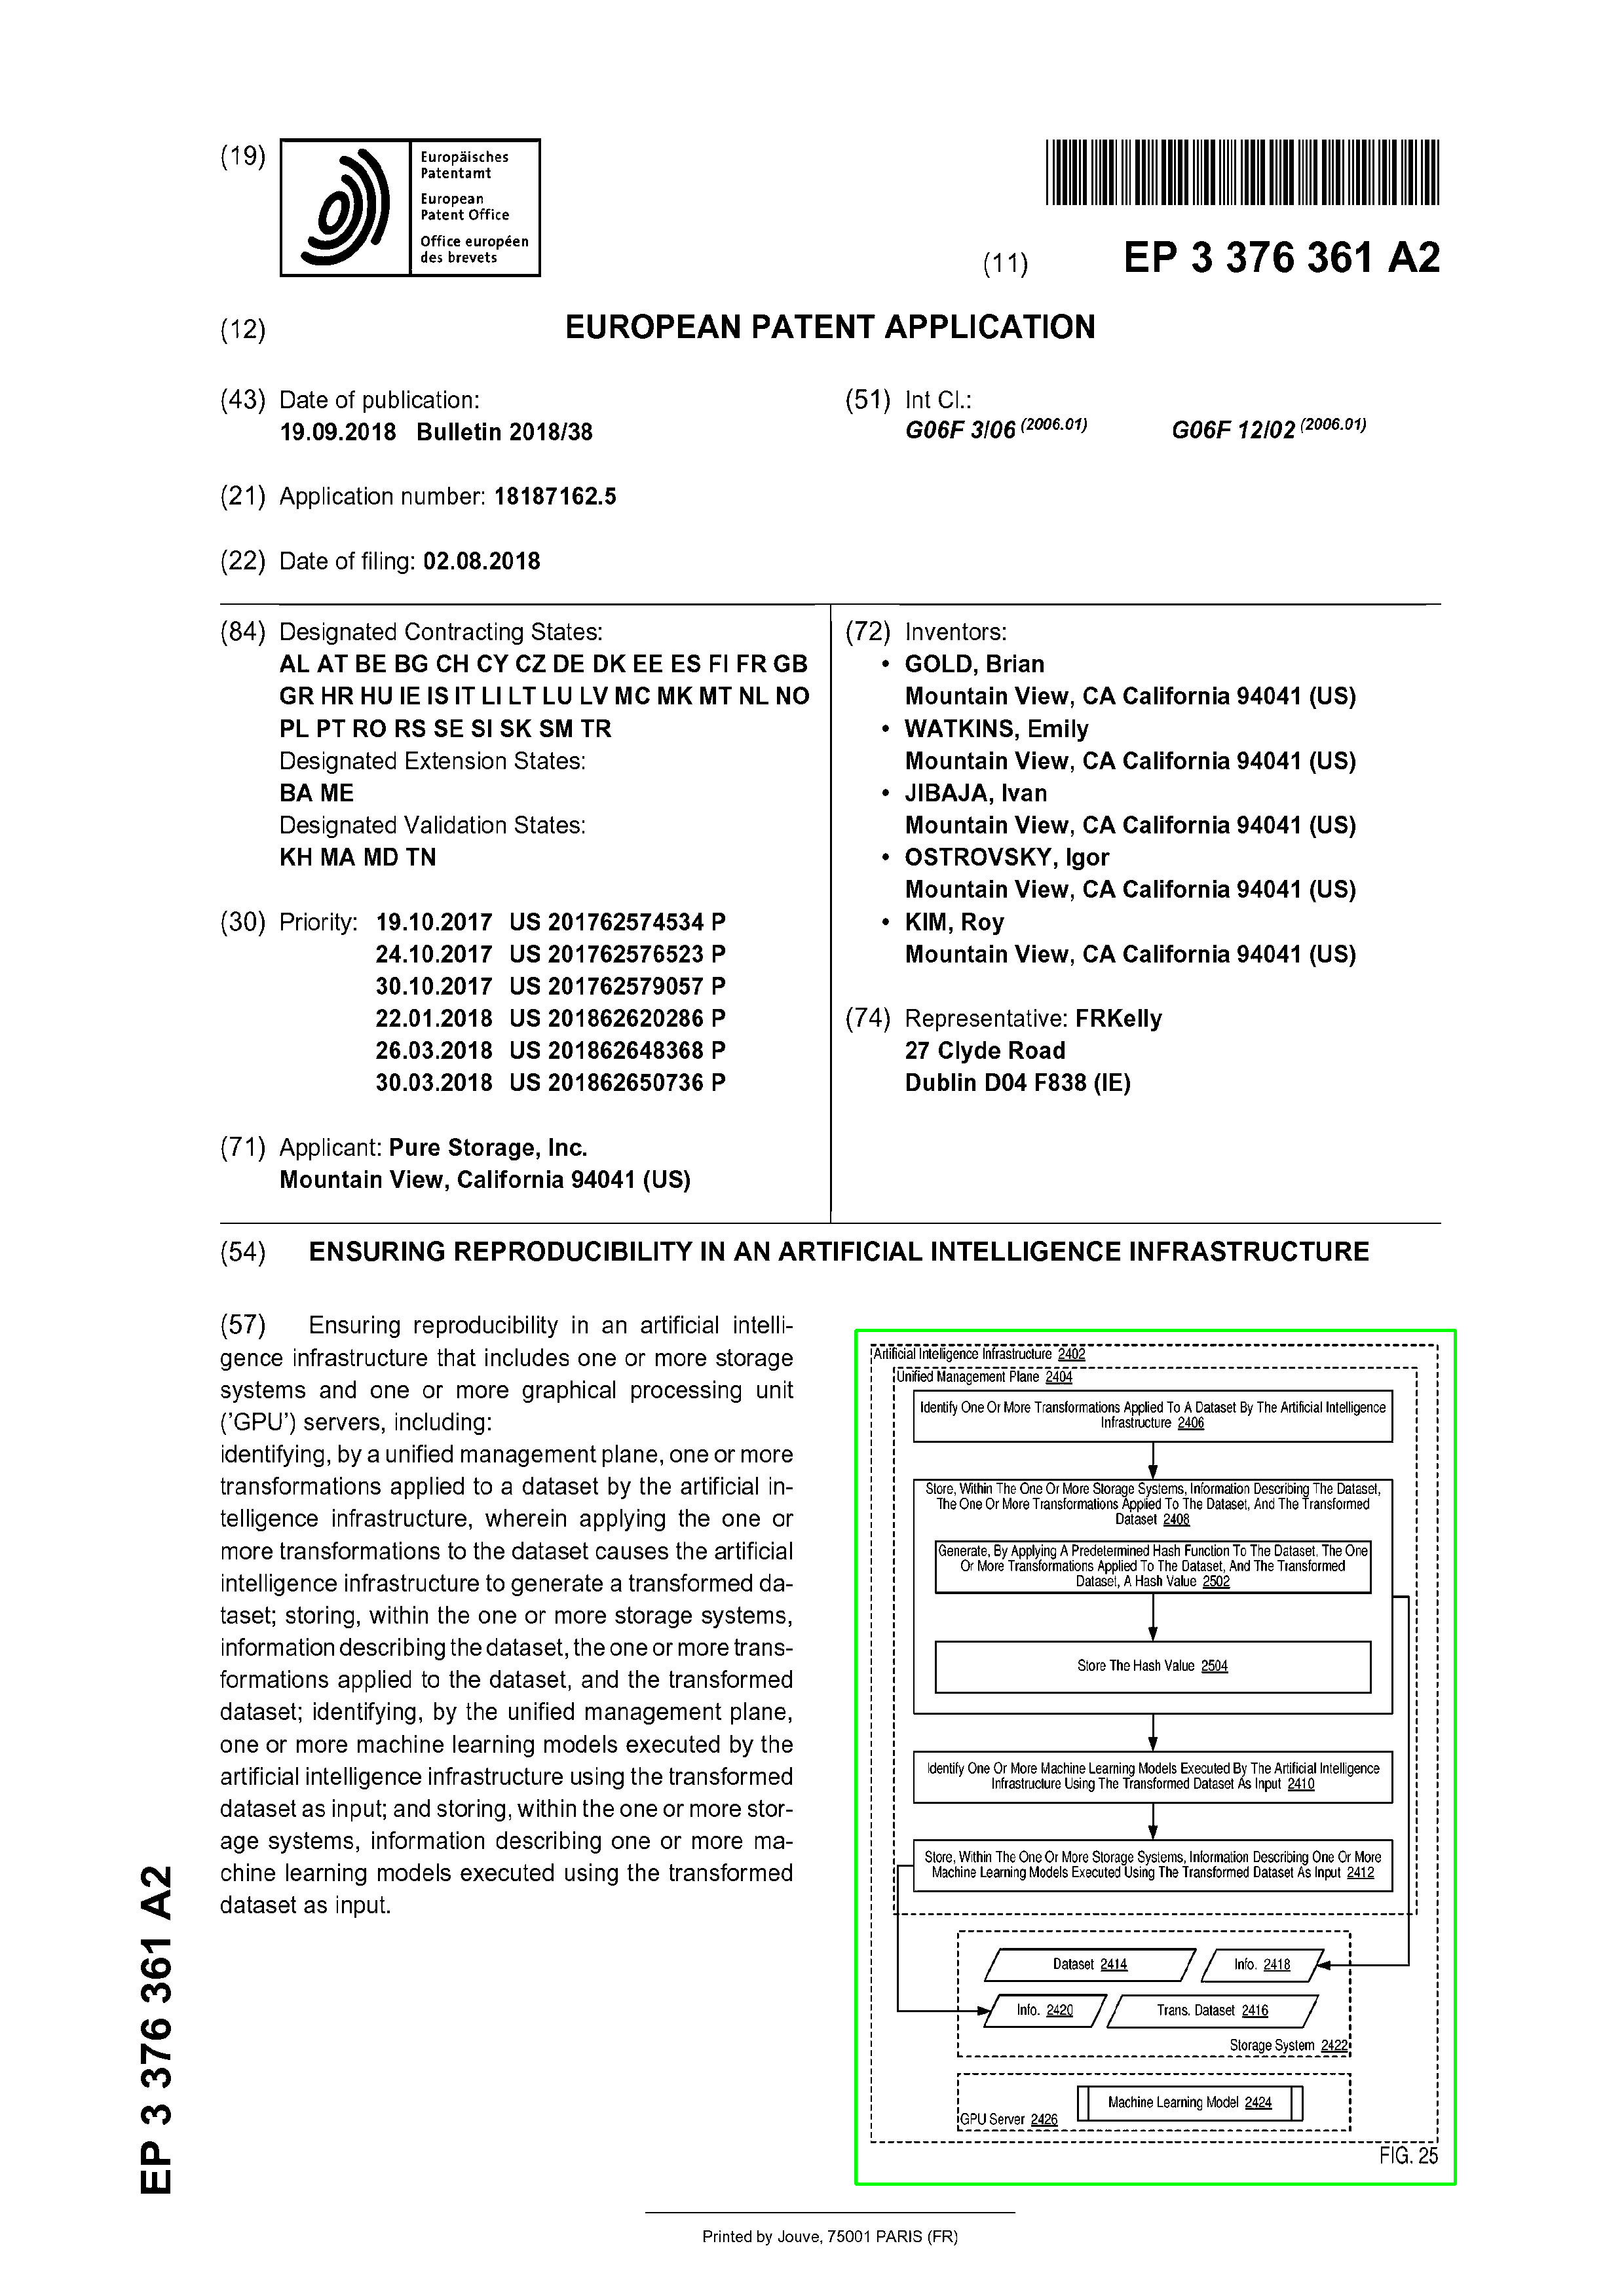 (19)
Europäisches
Patentamt
European
Patent Office
Office européen
des brevets
(11) EP 3 376 361 A2
(12) EUROPEAN PATENT APPLICATION
(43) Date of publication:
19.09.2018 Bulletin 2018/38
(51) Int Cl.:
G06F 3/06 (2006.01) G06F 12/02 (2006.01)
(21) Application number: 18187162.5
(22) Date of filing: 02.08.2018
(84) Designated Contracting States:
AL AT BE BG CH CY CZ DE DK EE ES FI FR GB
GR HR HU IE IS IT LI LT LU LV MC MK MT NL NO
PL PT RO RS SE SI SK SM TR
Designated Extension States:
BA ME
Designated Validation States:
KH MA MD TN
(30) Priority: 19.10.2017 US 201762574534 P
24.10.2017 US 201762576523 P
30.10.2017 US 201762579057 P
22.01.2018 US 201862620286 P
26.03.2018 US 201862648368 P
30.03.2018 US 201862650736 P
(71) Applicant: Pure Storage, Inc.
Mountain View, California 94041 (US)
(72) Inventors:
• GOLD, Brian
Mountain View, CA California 94041 (US)
• WATKINS, Emily
Mountain View, CA California 94041 (US)
• JIBAJA, Ivan
Mountain View, CA California 94041 (US)
• OSTROVSKY, Igor
Mountain View, CA California 94041 (US)
• KIM, Roy
Mountain View, CA California 94041 (US)
(74) Representative: FRKelly
27 Clyde Road
Dublin D04 F838 (IE)
(54) ENSURING REPRODUCIBILITY IN AN ARTIFICIAL INTELLIGENCE INFRASTRUCTURE
(57) Ensuring reproducibility in an artificial intelli-
gence infrastructure that includes one or more storage
systems and one or more graphical processing unit
('GPU') servers, including:
identifying, by a unified management plane, one or more
transformations applied to a dataset by the artificial in-
telligence infrastructure, wherein applying the one or
more transformations to the dataset causes the artificial
intelligence infrastructure to generate a transformed da-
taset; storing, within the one or more storage systems,
information describing the dataset, the one or more trans-
formations applied to the dataset, and the transformed
dataset; identifying, by the unified management plane,
one or more machine learning models executed by the
artificial intelligence infrastructure using the transformed
dataset as input; and storing, within the one or more stor-
age systems, information describing one or more ma-
chine learning models executed using the transformed
dataset as input.
Artificial Intelligence Infrastructure 2402
Unified Management Plane 2404
Identify One Or More Transformations Applied To A Dataset By The Artificial Intelligence
Infrastructure 2406
Store, Within The One Or More Storage Systems, Information Describing The Dataset,
The One Or More Transformations Applied To The Dataset, And The Transformed
Dataset 2408
Generate, By Applying A Predetermined Hash Function To The Dataset, The One
Or More Transformations Applied To The Dataset, And The Transformed
Dataset, A Hash Value 2502
Store The Hash Value 2504
Identify One Or More Machine Learning Models Executed By The Artificial Intelligence
Infrastructure Using The Transformed Dataset As Input 2410
Store, Within The One Or More Storage Systems, Information Describing One Or More
Machine Learning Models Executed Using The Transformed Dataset As Input 2412
Dataset 2414
Info. 2418
Info. 2420
Trans. Dataset 2416
Storage System 2422
Machine Learning Model 2424
GPU Server 2426
FIG. 25
EP 3 376 361 A2
Printed by Jouve, 75001 PARIS (FR)